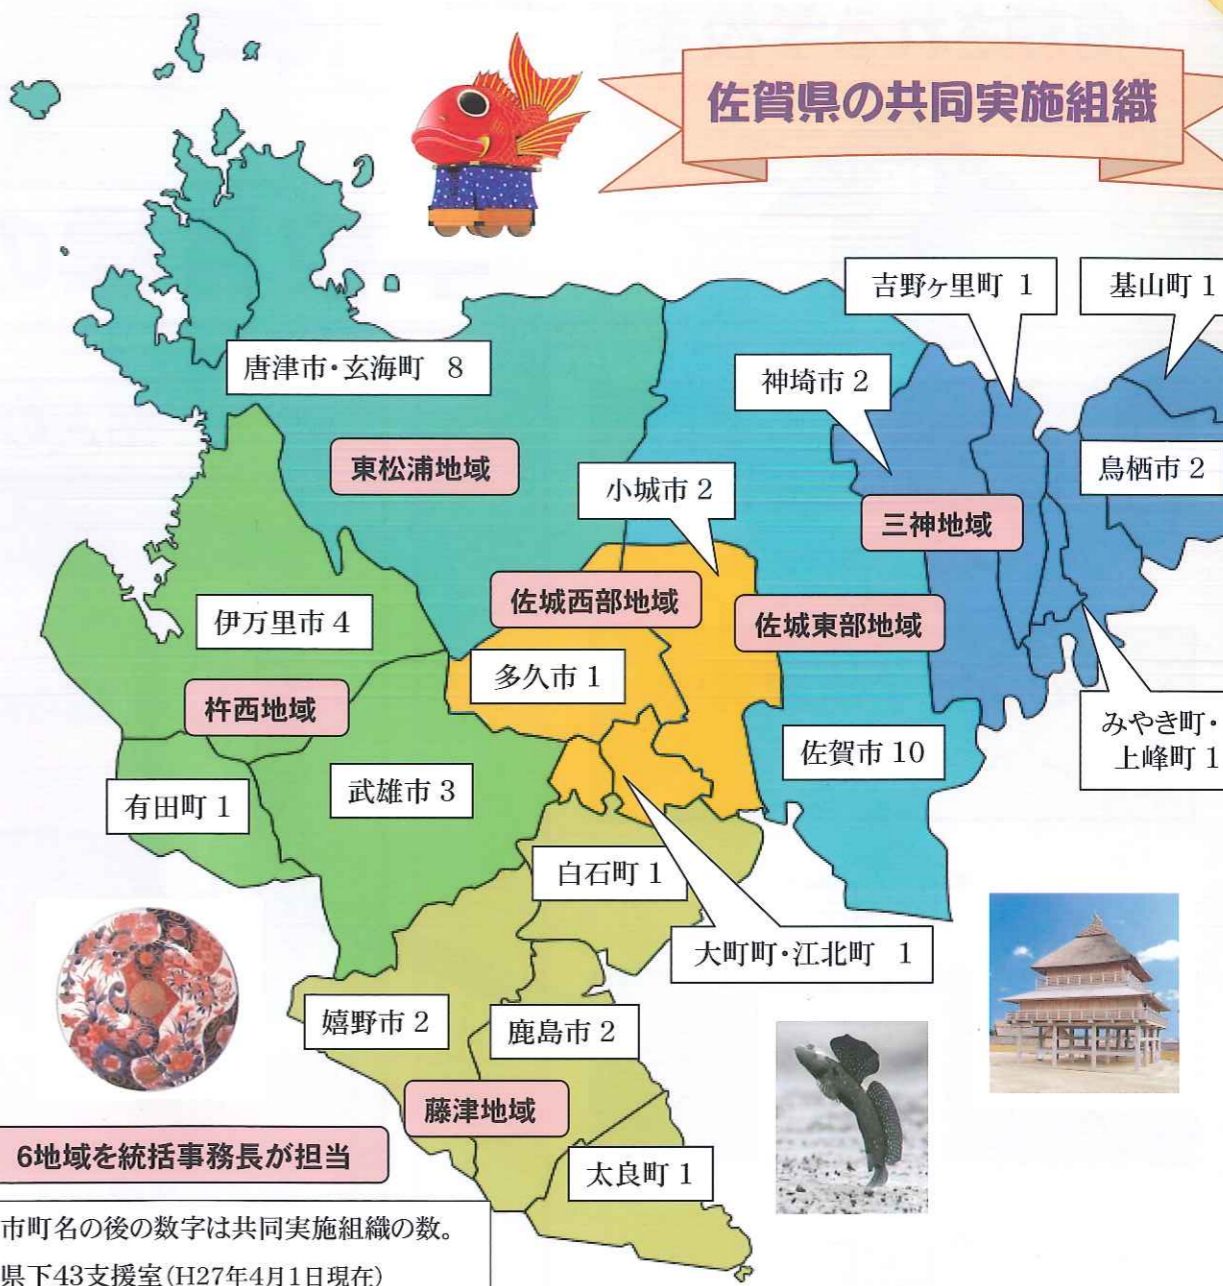 佐賀県の共同実施組織
吉野ヶ里町 1
基山町 1
唐津市・玄海町 8
神埼市 2
東松浦地域
小城市 2
鳥栖市 2
三神地域
佐城西部地域
佐城東部地域
伊万里市 4
多久市 1
杵西地域
みやき町・
上峰町 1
佐賀市 10
武雄市 3
有田町 1
白石町 1
大町町・江北町 1
嬉野市 2
鹿島市 2
藤津地域
6地域を統括事務長が担当
太良町 1
市町名の後の数字は共同実施組織の数。
県下43支援室(H27年4月1日現在)